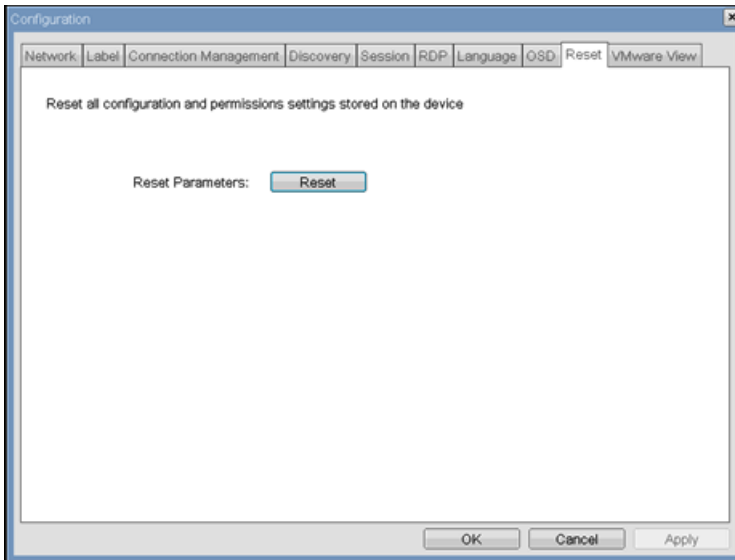 Configuration
Network Label Connection Management Discovery Session RDP Language OSD Reset VMware View
Reset all configuration and permissions settings stored on the device
Reset Parameters: Reset
OK Cancel Apply